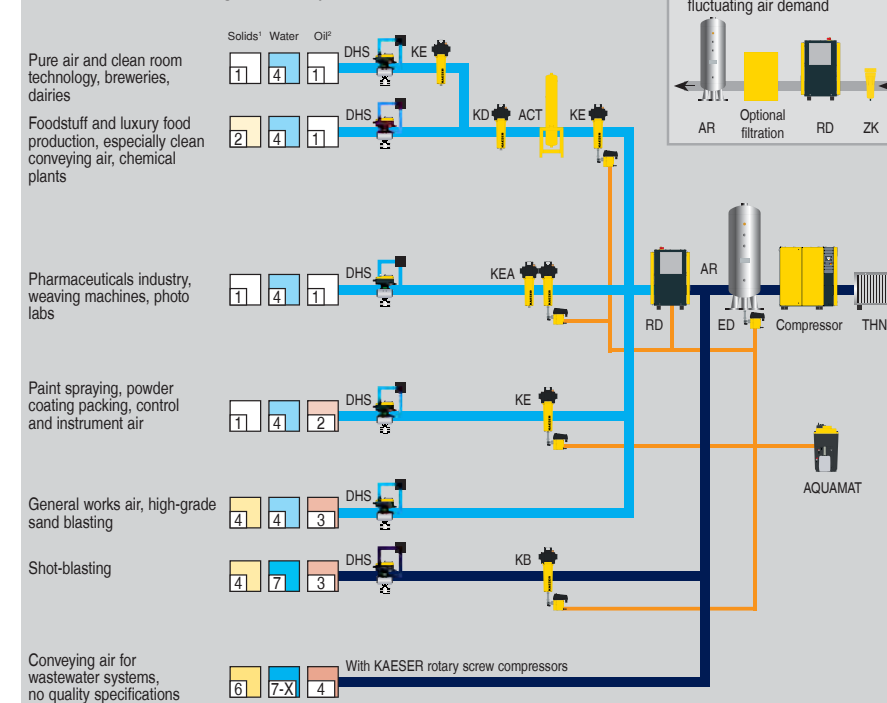 fluctuating air demand
AR
Optional
filtration
RD
ZK
Solids¹ Water Oil²
Pure air and clean room
technology, breweries,
dairies
1 4 1
DHS
KE
Foodstuff and luxury food
production, especially clean
conveying air, chemical
plants
2 4 1
DHS
KD
ACT
KE
Pharmaceuticals industry,
weaving machines, photo
labs
1 4 1
DHS
KEA
RD
AR
ED
Compressor
THN
Paint spraying, powder
coating packing, control
and instrument air
1 4 2
DHS
KE
AQUAMAT
General works air, high-grade
sand blasting
4 4 3
DHS
Shot-blasting
4 7 3
DHS
KB
Conveying air for
wastewater systems,
no quality specifications
6 7-X 4
With KAESER rotary screw compressors